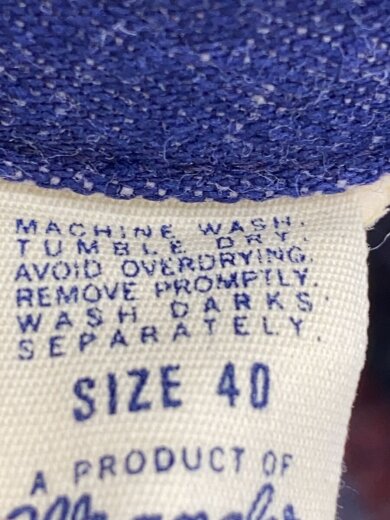 MACHINE WASH.
TUMBLE DRY.
AVOID OVERDRYING.
REMOVE PROMPTLY.
WASH DARKS
SEPARATELY.
SIZE 40
A PRODUCT OF